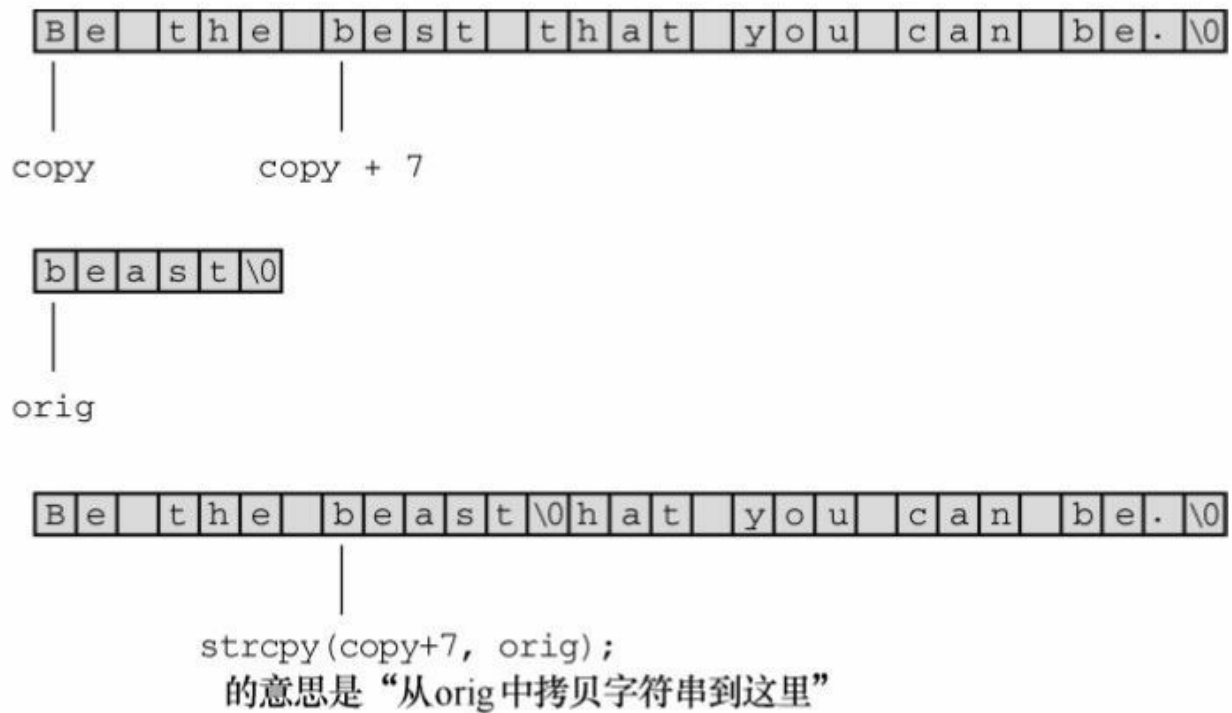 Be the best that you can be.\0
copy copy + 7
beast\0
orig
Be the beast\0hat you can be.\0
strcpy(copy+7, orig);
的意思是“从orig中拷贝字符串到这里”